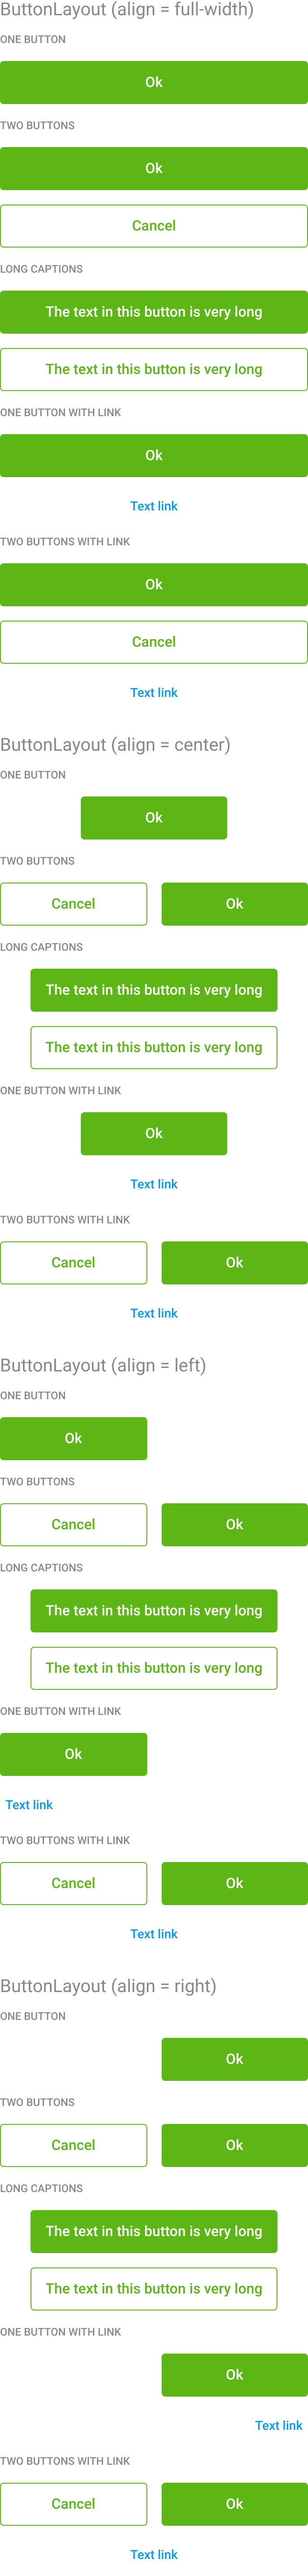 ButtonLayout (align = full-width)
ONE BUTTON
Ok
TWO BUTTONS
Ok
Cancel
LONG CAPTIONS
The text in this button is very long
The text in this button is very long
ONE BUTTON WITH LINK
Ok
Text link
TWO BUTTONS WITH LINK
Ok
Cancel
Text link
ButtonLayout (align = center)
ONE BUTTON
Ok
TWO BUTTONS
Cancel Ok
LONG CAPTIONS
The text in this button is very long
The text in this button is very long
ONE BUTTON WITH LINK
Ok
Text link
TWO BUTTONS WITH LINK
Cancel Ok
Text link
ButtonLayout (align = left)
ONE BUTTON
Ok
TWO BUTTONS
Cancel Ok
LONG CAPTIONS
The text in this button is very long
The text in this button is very long
ONE BUTTON WITH LINK
Ok
Text link
TWO BUTTONS WITH LINK
Cancel Ok
Text link
ButtonLayout (align = right)
ONE BUTTON
Ok
TWO BUTTONS
Cancel Ok
LONG CAPTIONS
The text in this button is very long
The text in this button is very long
ONE BUTTON WITH LINK
Ok
Text link
TWO BUTTONS WITH LINK
Cancel Ok
Text link